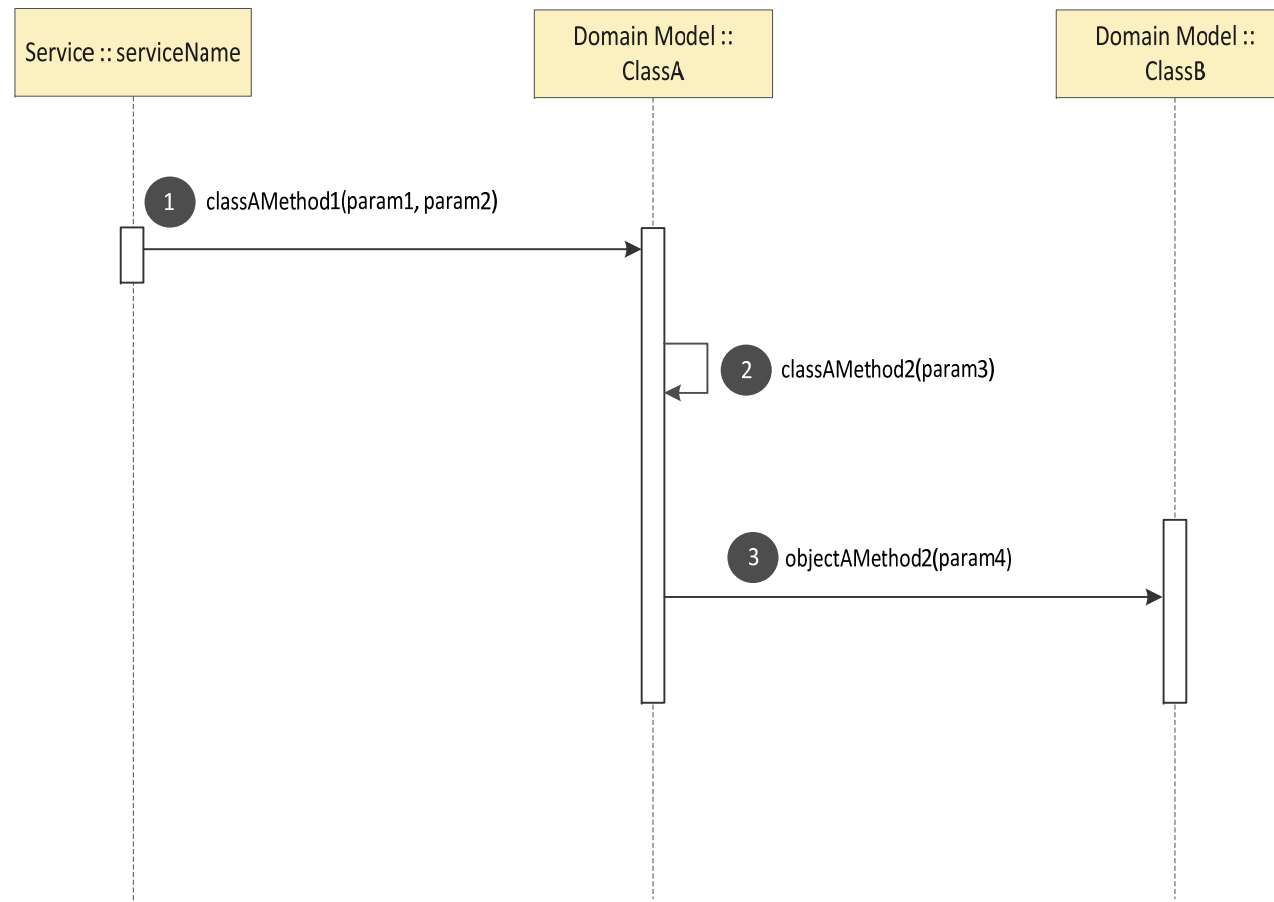 Service :: serviceName
Domain Model ::
ClassA
Domain Model ::
ClassB
1 classAMethod1(param1, param2)
2 classAMethod2(param3)
3 objectAMethod2(param4)